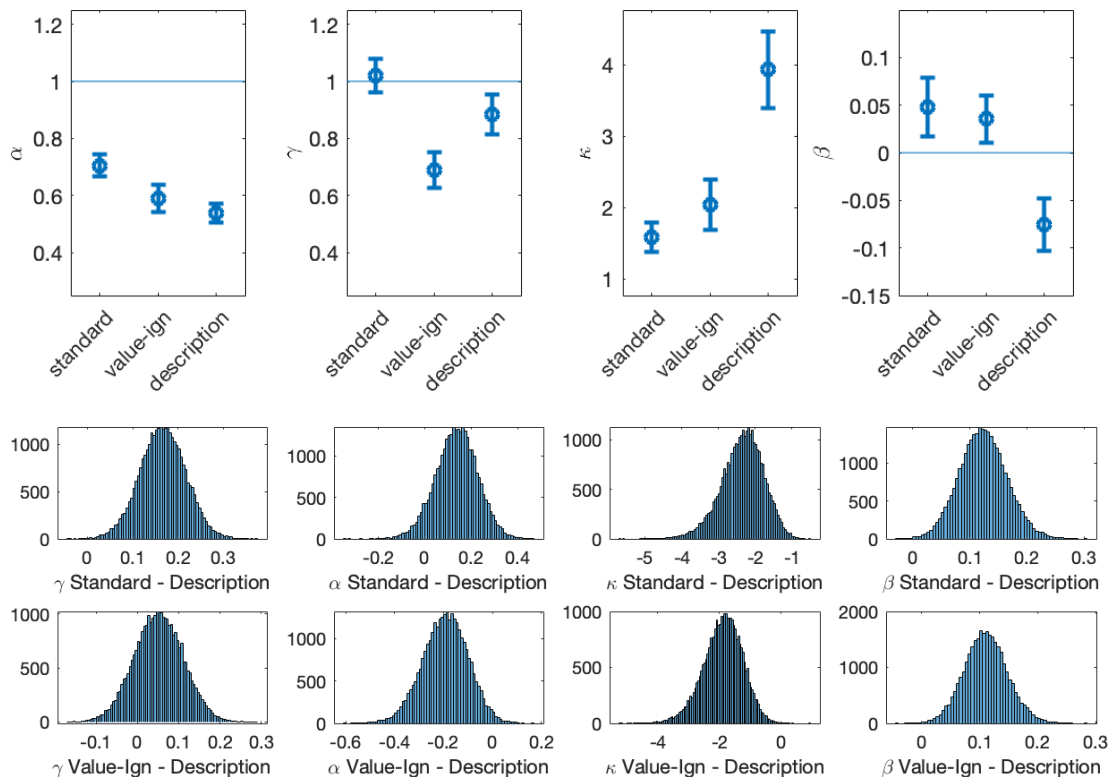 1.2
1
0.8
0.6
0.4
α
standard
value-ign
description
1.2
1
0.8
0.6
0.4
γ
standard
value-ign
description
4
3
2
1
κ
standard
value-ign
description
0.1
0.05
0
-0.05
-0.1
-0.15
β
standard
value-ign
description
1000
500
0
0 0.1 0.2 0.3
γ Standard - Description
1000
500
0
-0.2 0 0.2 0.4
α Standard - Description
1000
500
0
-5 -4 -3 -2 -1
κ Standard - Description
1000
500
0
0 0.1 0.2 0.3
β Standard - Description
1000
500
0
-0.1 0 0.1 0.2 0.3
γ Value-Ign - Description
1000
500
0
-0.6 -0.4 -0.2 0 0.2
α Value-Ign - Description
1000
500
0
-4 -2 0
κ Value-Ign - Description
2000
1000
0
0 0.1 0.2 0.3
β Value-Ign - Description